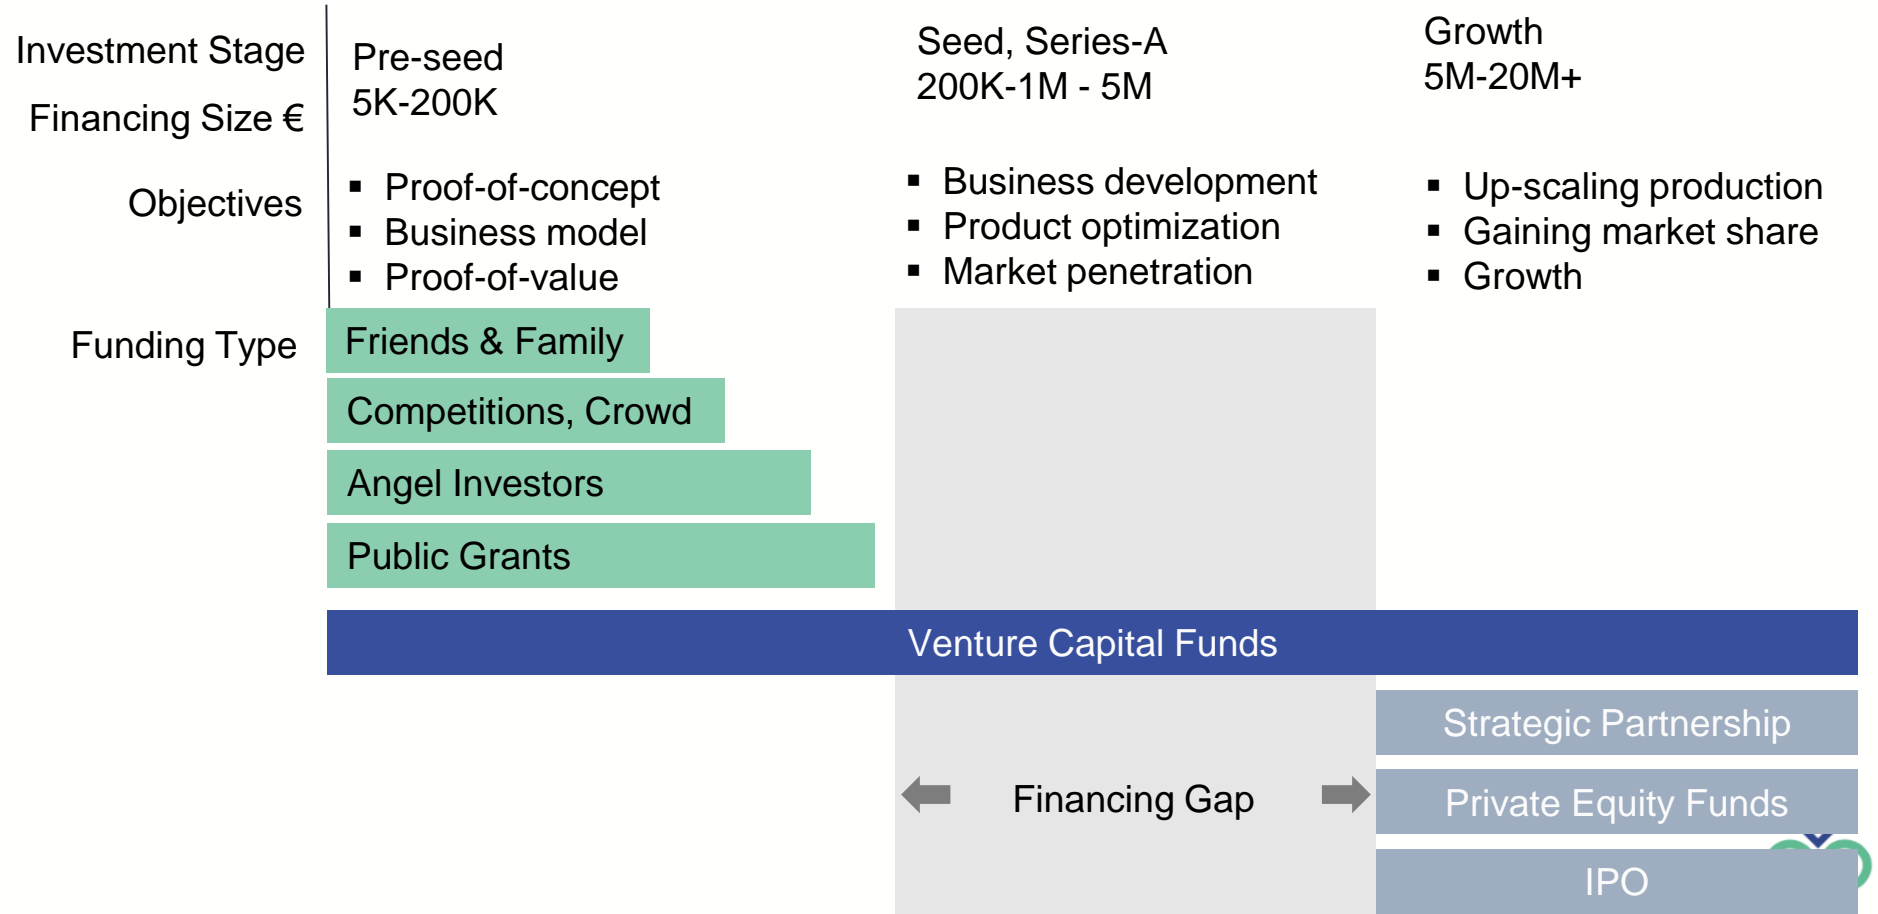 Investment Stage
Financing Size €
Pre-seed
5K-200K
Seed, Series-A
200K-1M - 5M
Growth
5M-20M+
Objectives
▪ Proof-of-concept
▪ Business model
▪ Proof-of-value
▪ Business development
▪ Product optimization
▪ Market penetration
▪ Up-scaling production
▪ Gaining market share
▪ Growth
Funding Type
Friends & Family
Competitions, Crowd
Angel Investors
Public Grants
Venture Capital Funds
Strategic Partnership
Financing Gap
Private Equity Funds
IPO